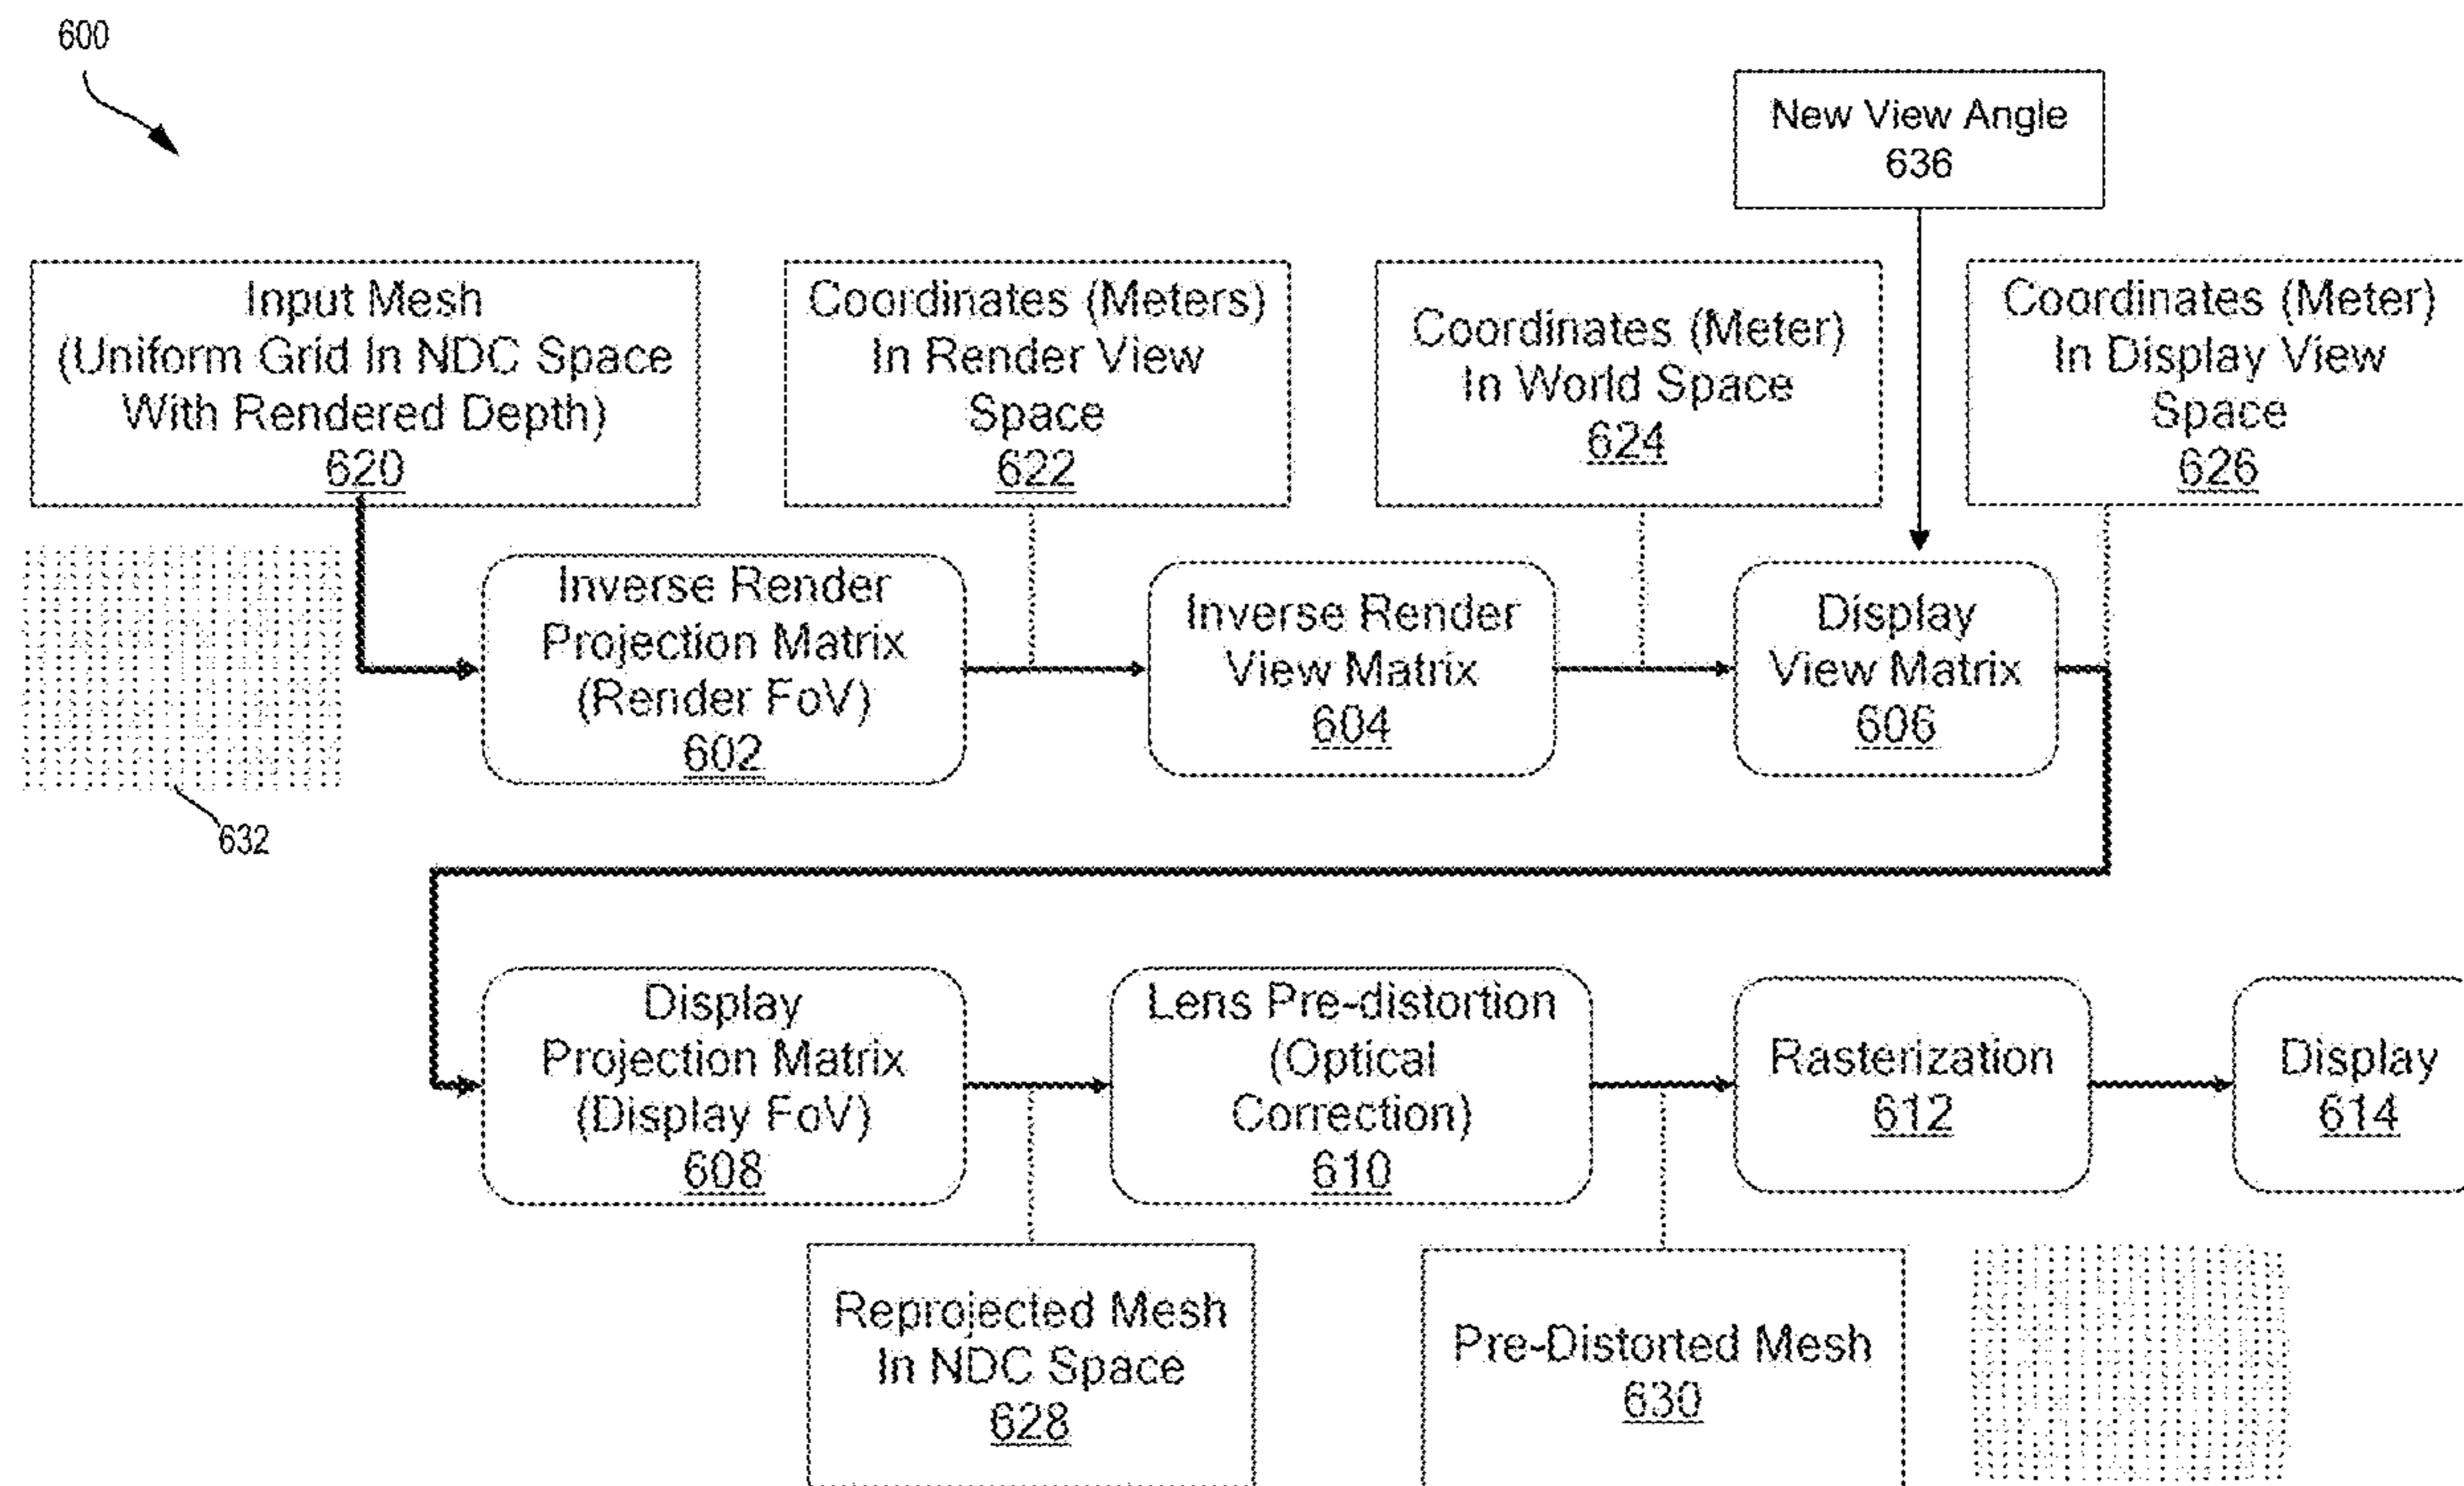 600
New View Angle
636
Input Mesh
(Uniform Grid In NDC Space
With Rendered Depth)
620
Coordinates (Meters)
In Render View
Space
622
Coordinates (Meter)
In World Space
624
Coordinates (Meter)
In Display View
Space
626
632
Inverse Render
Projection Matrix
(Render FoV)
602
Inverse Render
View Matrix
604
Display
View Matrix
606
Display
Projection Matrix
(Display FoV)
608
Lens Pre-distortion
(Optical
Correction)
610
Rasterization
612
Display
614
Reprojected Mesh
In NDC Space
628
Pre-Distorted Mesh
630